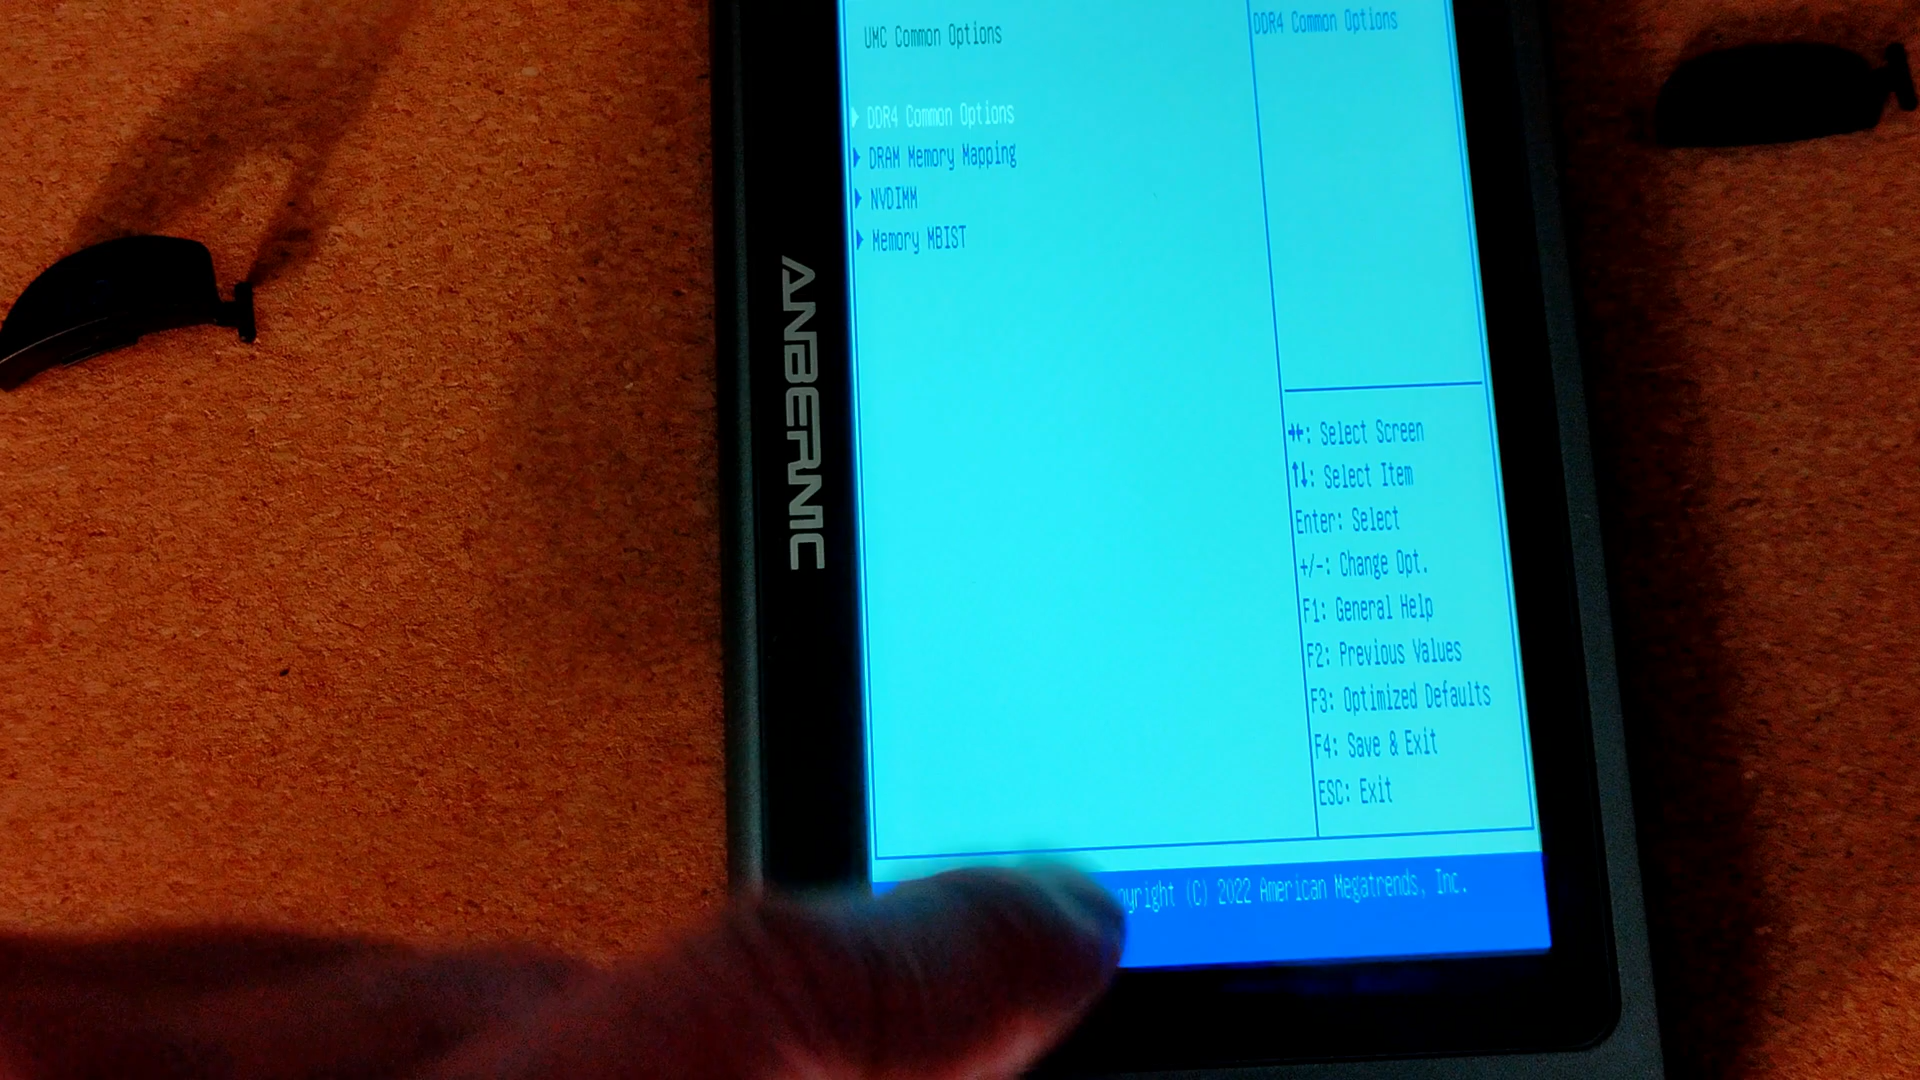 UMC Common Options
DDR4 Common Options
DRAM Memory Mapping
NVDIMM
Memory MBIST
DDR4 Common Options
: Select Screen
↑↓: Select Item
Enter: Select
+/-: Change Opt.
F1: General Help
F2: Previous Values
F3: Optimized Defaults
F4: Save & Exit
ESC: Exit
(C) 2022 American Megatrends, Inc.
ANBERNIC